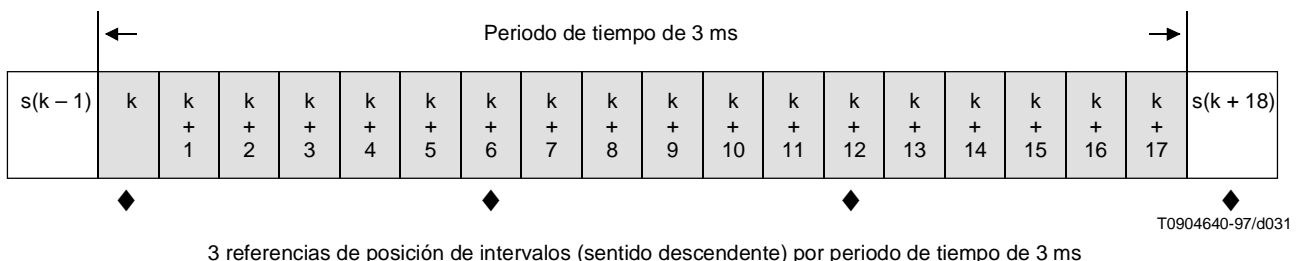 Periodo de tiempo de 3 ms
s(k – 1) k k + 1 k + 2 k + 3 k + 4 k + 5 k + 6 k + 7 k + 8 k + 9 k + 10 k + 11 k + 12 k + 13 k + 14 k + 15 k + 16 k + 17 s(k + 18)
T0904640-97/d031
3 referencias de posición de intervalos (sentido descendente) por periodo de tiempo de 3 ms